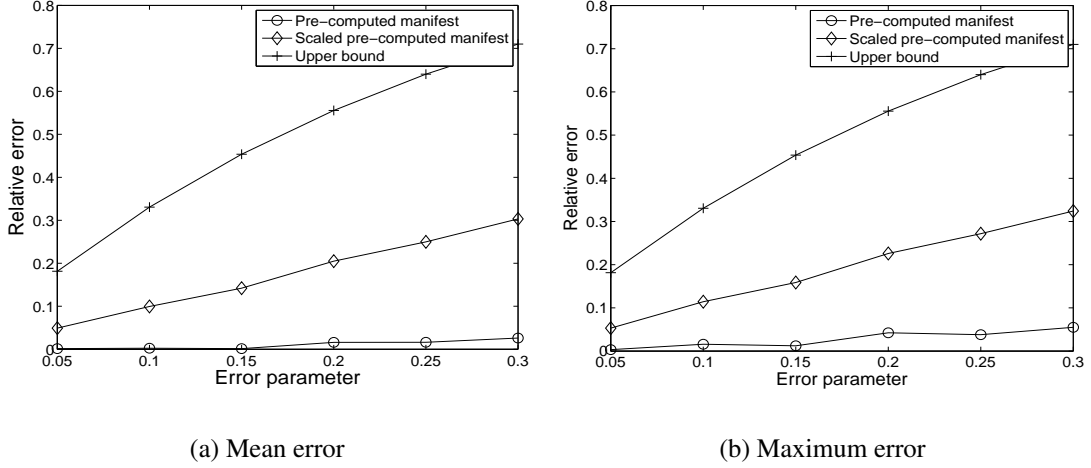 0.8
0.7
0.6
0.5
0.4
0.3
0.2
0.1
0
Relative error
Pre−computed manifest
Scaled pre−computed manifest
Upper bound
0.05 0.1 0.15 0.2 0.25 0.3
Error parameter
(a) Mean error
0.8
0.7
0.6
0.5
0.4
0.3
0.2
0.1
0
Relative error
Pre−computed manifest
Scaled pre−computed manifest
Upper bound
0.05 0.1 0.15 0.2 0.25 0.3
Error parameter
(b) Maximum error